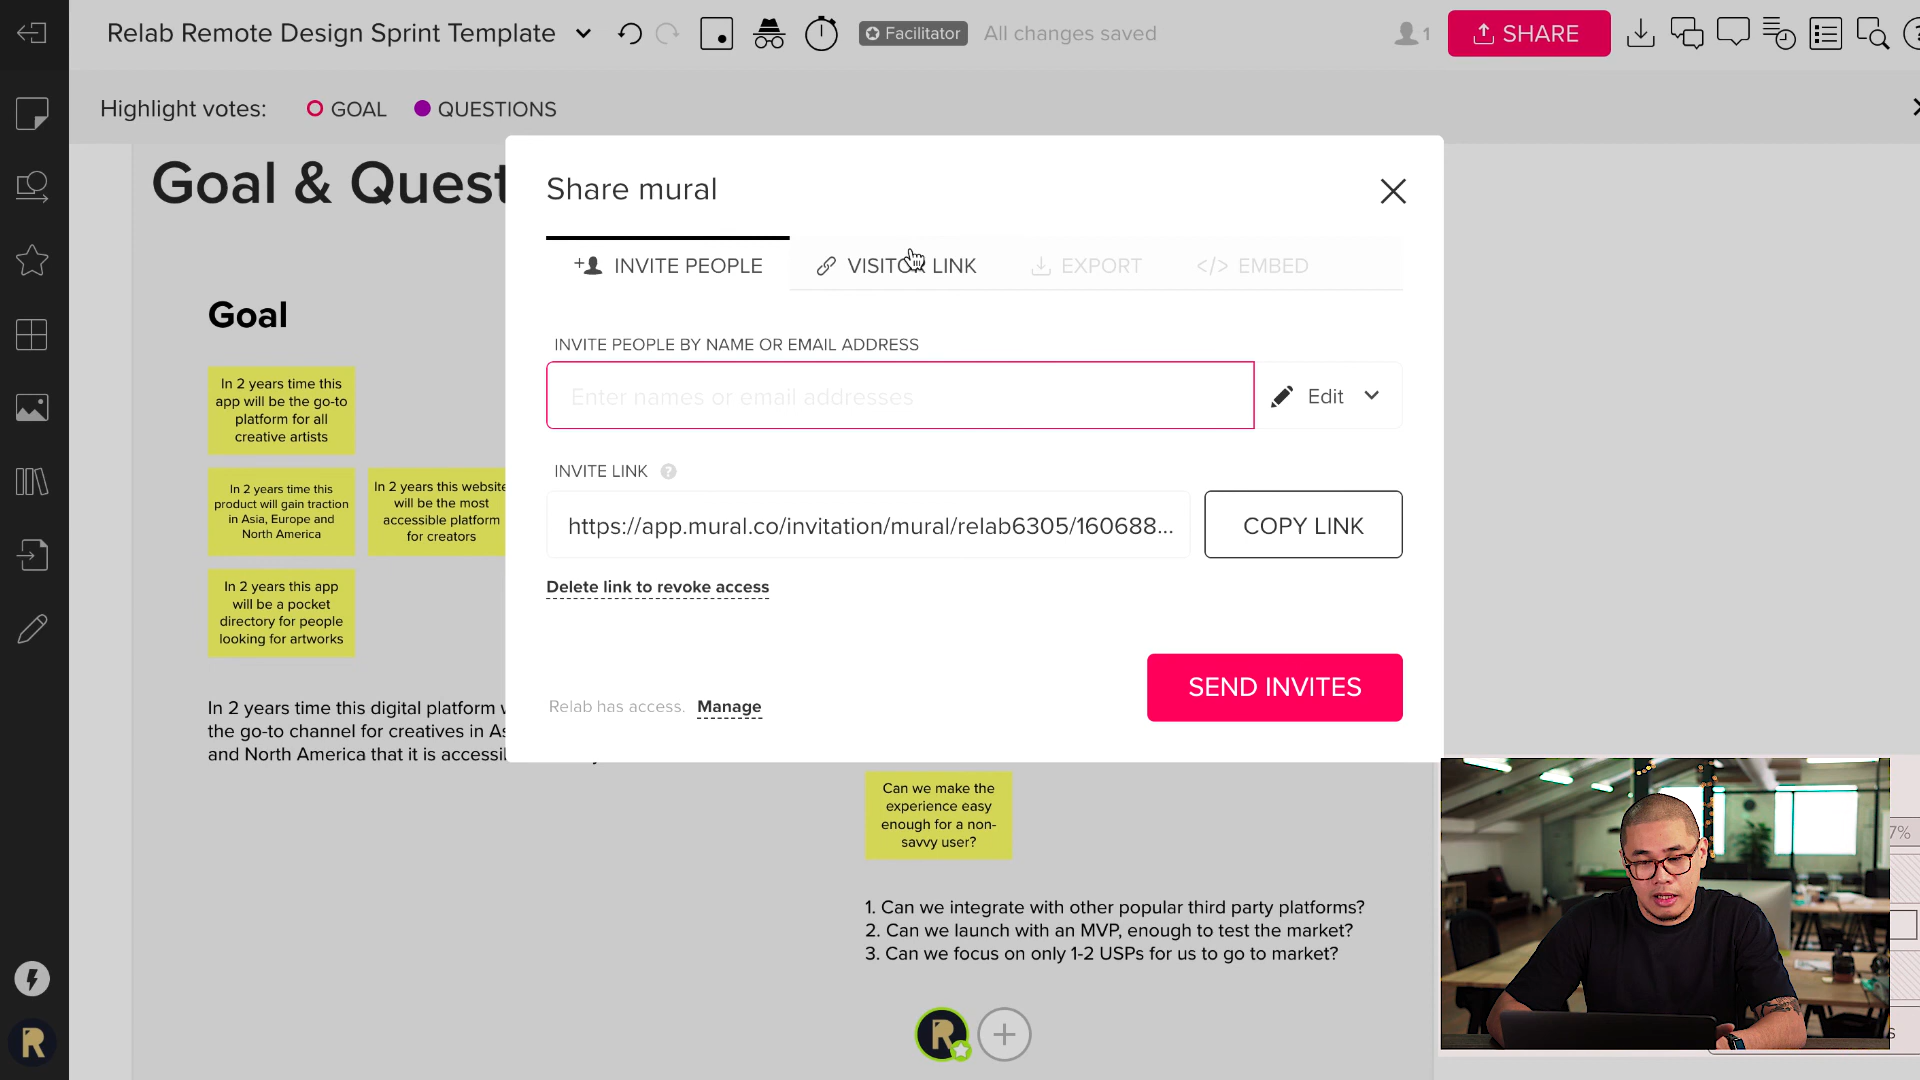 Relab Remote Design Sprint Template
Facilitator
All changes saved
1
SHARE
Highlight votes:
GOAL
QUESTIONS
Goal & Quest
Share mural
INVITE PEOPLE
VISITOR LINK
EXPORT
</> EMBED
INVITE PEOPLE BY NAME OR EMAIL ADDRESS
Enter names or email addresses
Edit
INVITE LINK ?
https://app.mural.co/invitation/mural/relab6305/160688...
COPY LINK
Delete link to revoke access
Relab has access. Manage
SEND INVITES
Goal
In 2 years time this
app will be the go-to
platform for all
creative artists
In 2 years time this
product will gain traction
in Asia, Europe and
North America
In 2 years this website
will be the most
accessible platform
for creators
In 2 years this app
will be a pocket
directory for people
looking for artworks
In 2 years time this digital platform
the go-to channel for creatives in
and North America that it is
Can we make the
experience easy
enough for a non-
savvy user?
1. Can we integrate with other popular third party platforms?
2. Can we launch with an MVP, enough to test the market?
3. Can we focus on only 1-2 USPs for us to go to market?
R
R
7%
s